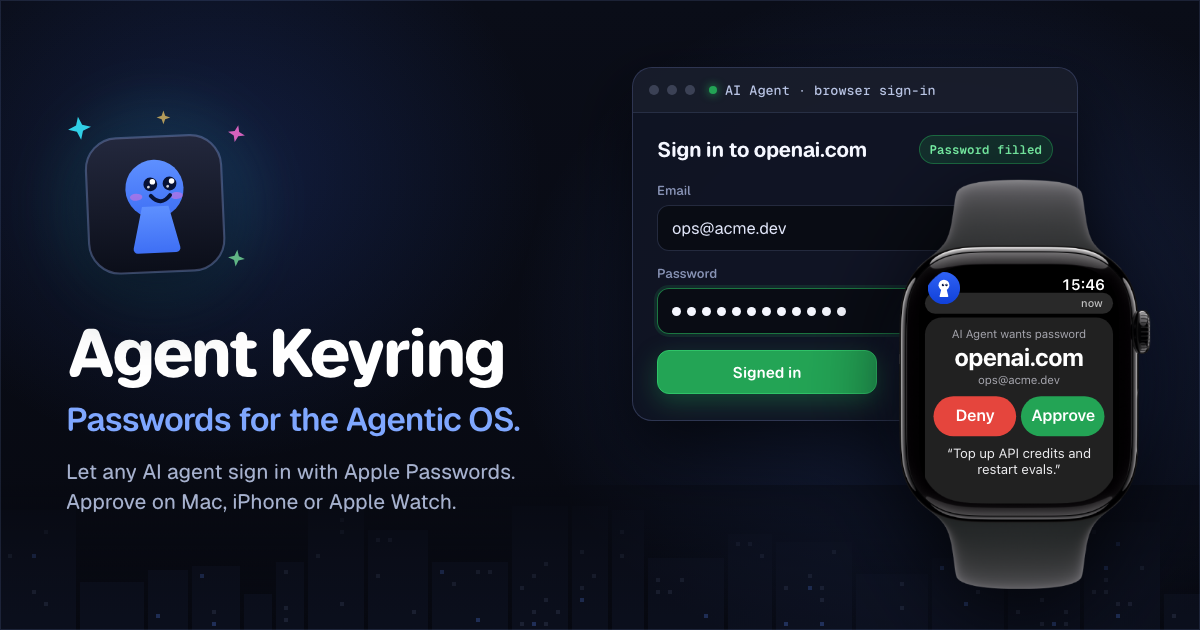 Agent Keyring
Passwords for the Agentic OS.
Let any AI agent sign in with Apple Passwords.
Approve on Mac, iPhone or Apple Watch.
AI Agent · browser sign-in
Sign in to openai.com
Password filled
Email
ops@acme.dev
Password
Signed in
15:46
now
AI Agent wants password
openai.com
ops@acme.dev
Deny
Approve
“Top up API credits and
restart evals.”